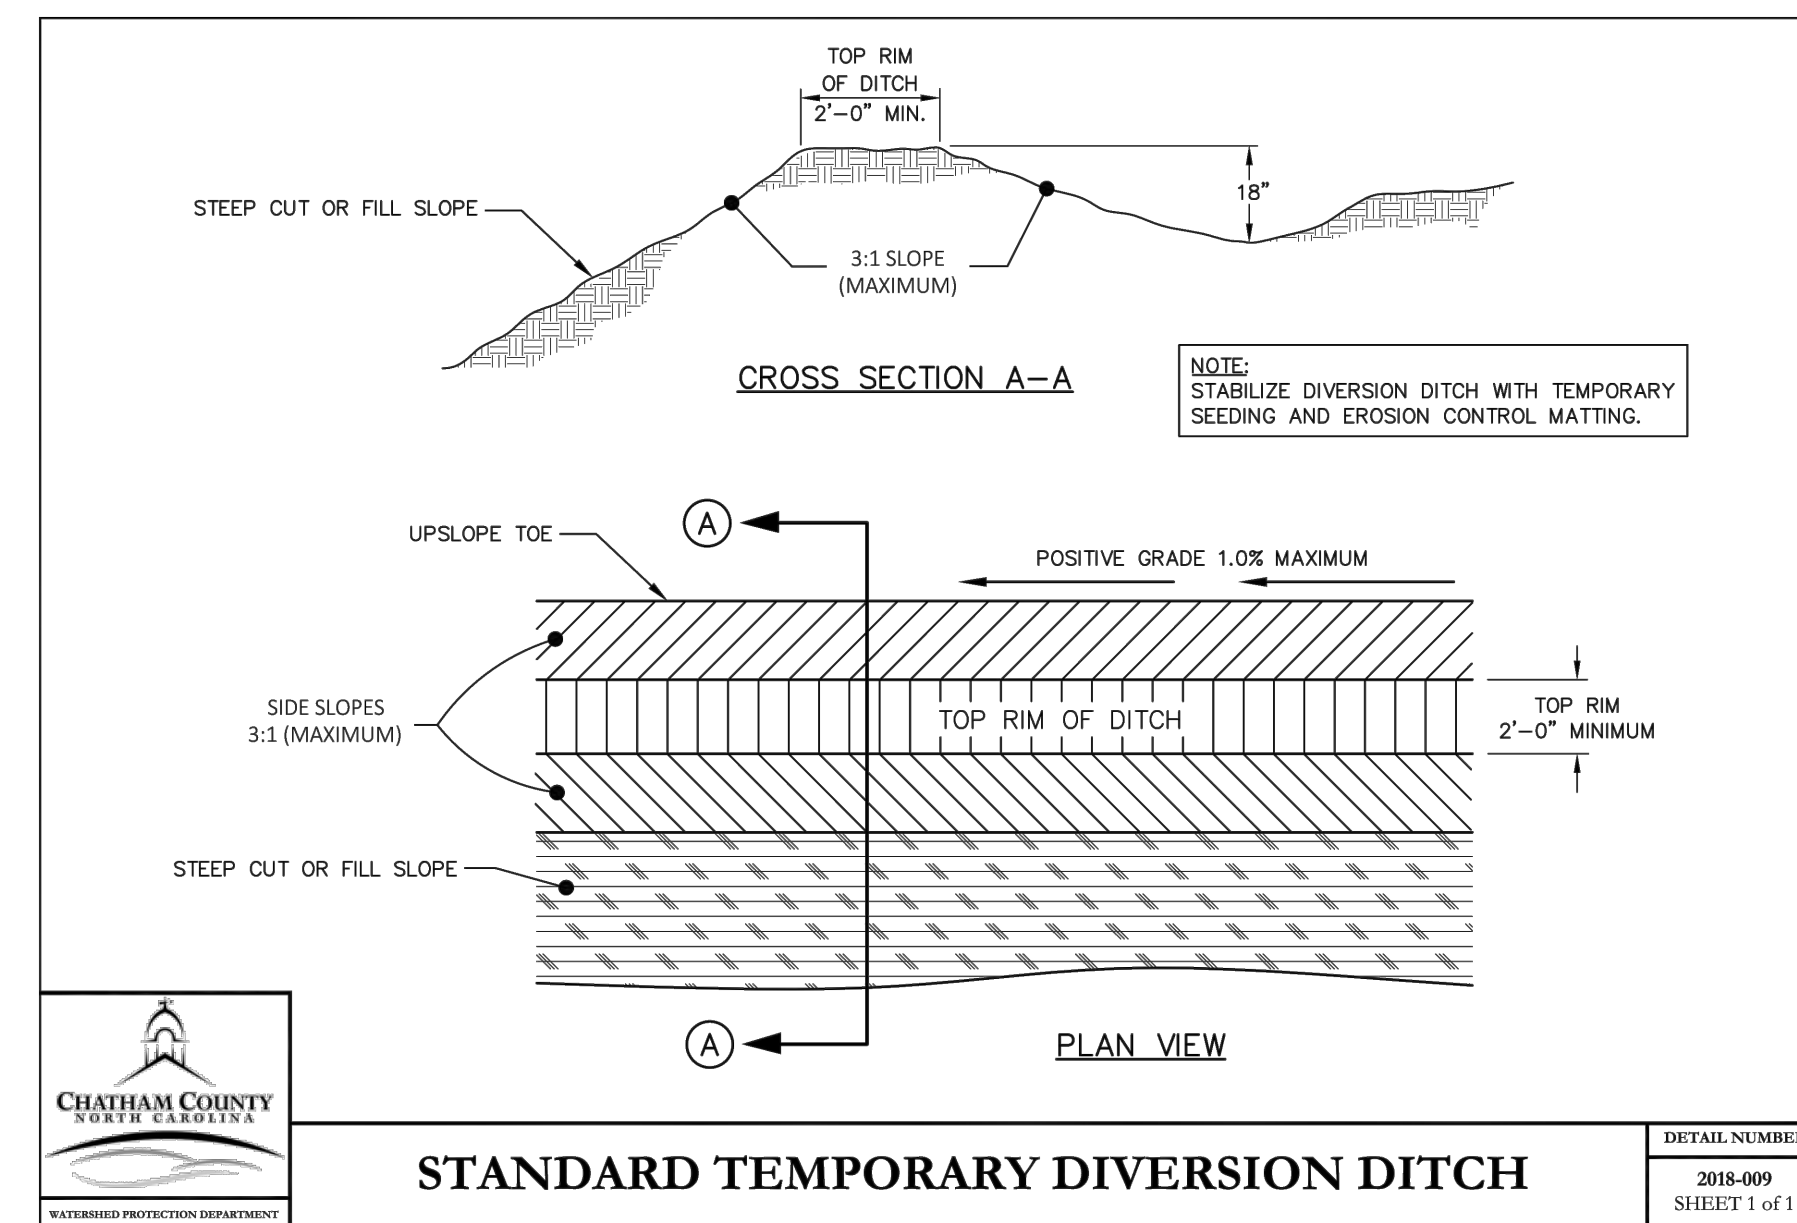 TOP RIM
OF DITCH
2'-0" MIN.
18"
STEEP CUT OR FILL SLOPE
3:1 SLOPE
(MAXIMUM)
CROSS SECTION A-A
NOTE:
STABILIZE DIVERSION DITCH WITH TEMPORARY
SEEDING AND EROSION CONTROL MATTING.
A
UPSLOPE TOE
POSITIVE GRADE 1.0% MAXIMUM
SIDE SLOPES
3:1 (MAXIMUM)
TOP RIM OF DITCH
TOP RIM
2'-0" MINIMUM
STEEP CUT OR FILL SLOPE
A
PLAN VIEW
CHATHAM COUNTY
NORTH CAROLINA
WATERSHED PROTECTION DEPARTMENT
STANDARD TEMPORARY DIVERSION DITCH
DETAIL NUMBER
2018-009
SHEET 1 of 1